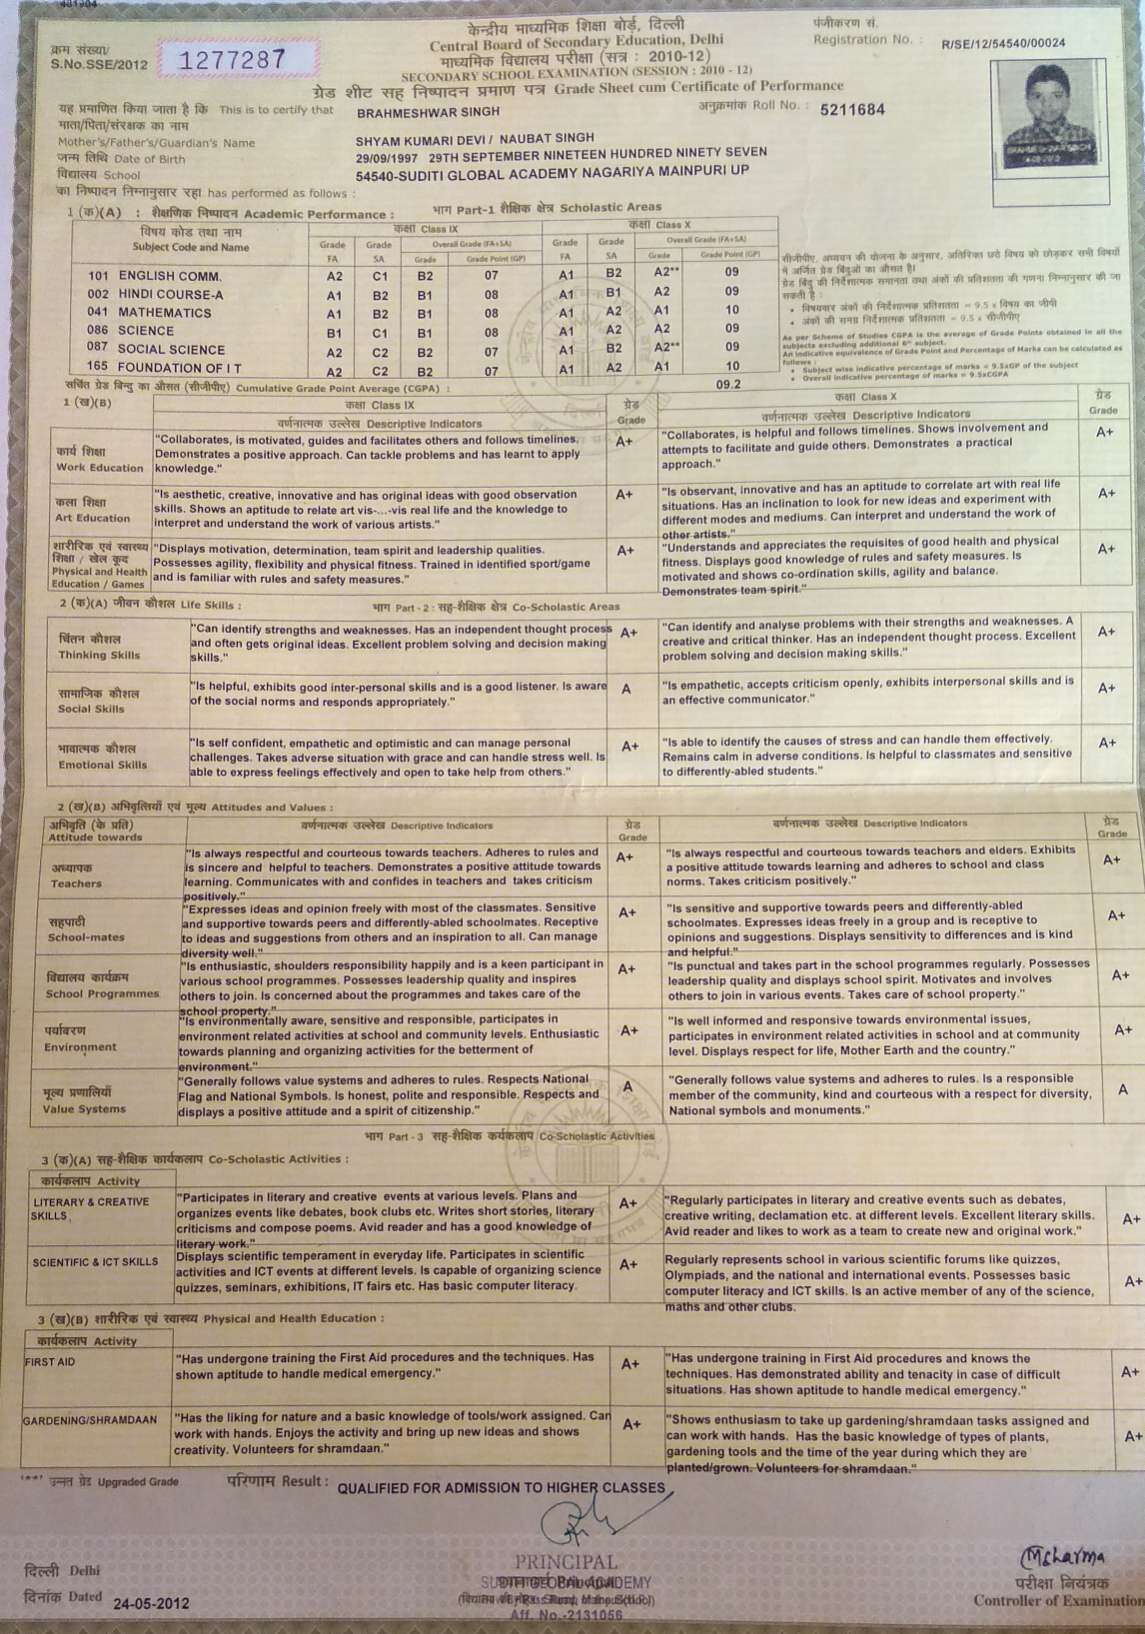 481904
केन्द्रीय माध्यमिक शिक्षा बोर्ड, दिल्ली
Central Board of Secondary Education, Delhi
माध्यमिक विद्यालय परीक्षा (सत्र : 2010-12)
SECONDARY SCHOOL EXAMINATION (SESSION : 2010 - 12)
ग्रेड शीट सह निष्पादन प्रमाण पत्र Grade Sheet cum Certificate of Performance
क्रम संख्या/
S.No.SSE/2012 1277287
पंजीकरण सं.
Registration No. : R/SE/12/54540/00024
यह प्रमाणित किया जाता है कि This is to certify that BRAHMESHWAR SINGH अनुक्रमांक Roll No. : 5211684
माता/पिता/संरक्षक का नाम
Mother's/Father's/Guardian's Name SHYAM KUMARI DEVI / NAUBAT SINGH
जन्म तिथि Date of Birth 29/09/1997 29TH SEPTEMBER NINETEEN HUNDRED NINETY SEVEN
विद्यालय School 54540-SUDITI GLOBAL ACADEMY NAGARIYA MAINPURI UP
का निष्पादन निम्नानुसार रहा has performed as follows :
भाग Part-1 शैक्षिक क्षेत्र Scholastic Areas
1 (क)(A) : शैक्षणिक निष्पादन Academic Performance :
विषय कोड तथा नाम कक्षा Class IX कक्षा Class X
Subject Code and Name Grade Grade Overall Grade (FA+SA) Grade Grade Overall Grade (FA+SA)
FA SA Grade Grade Point (GP) FA SA Grade Grade Point (GP)
101 ENGLISH COMM. A2 C1 B2 07 A1 B2 A2** 09
002 HINDI COURSE-A A1 B2 B1 08 A1 B1 A2 09
041 MATHEMATICS A1 B2 B1 08 A1 A2 A1 10
086 SCIENCE B1 C1 B1 08 A1 A2 A2 09
087 SOCIAL SCIENCE A2 C2 B2 07 A1 B2 A2** 09
165 FOUNDATION OF I T A2 C2 B2 07 A1 A2 A1 10
सीजीपीए, अध्ययन की योजना के अनुसार, अतिरिक्त छठे विषय को छोड़कर सभी विषयों
में अर्जित ग्रेड बिंदुओं का औसत है।
ग्रेड बिंदु की निर्देशात्मक समानता तथा अंकों की प्रतिशतता की गणना निम्नानुसार की जा
सकती है :
• विषयवार अंकों की निर्देशात्मक प्रतिशतता = 9.5 x विषय का जीपी
• अंकों की समग्र निर्देशात्मक प्रतिशतता = 9.5 x सीजीपीए
As per Scheme of Studies CGPA is the average of Grade Points obtained in all the
subjects excluding additional 6th subject.
An indicative equivalence of Grade Point and Percentage of Marks can be calculated as
follows :
• Subject wise indicative percentage of marks = 9.5xGP of the subject
• Overall indicative percentage of marks = 9.5xCGPA
संचित ग्रेड बिन्दु का औसत (सीजीपीए) Cumulative Grade Point Average (CGPA) : 09.2
1 (ख)(B) कक्षा Class IX ग्रेड कक्षा Class X ग्रेड
वर्णनात्मक उल्लेख Descriptive Indicators Grade वर्णनात्मक उल्लेख Descriptive Indicators Grade
कार्य शिक्षा
Work Education
"Collaborates, is motivated, guides and facilitates others and follows timelines.
Demonstrates a positive approach. Can tackle problems and has learnt to apply
knowledge."
A+
"Collaborates, is helpful and follows timelines. Shows involvement and
attempts to facilitate and guide others. Demonstrates a practical
approach."
A+
कला शिक्षा
Art Education
"Is aesthetic, creative, innovative and has original ideas with good observation
skills. Shows an aptitude to relate art vis-...-vis real life and the knowledge to
interpret and understand the work of various artists."
A+
"Is observant, innovative and has an aptitude to correlate art with real life
situations. Has an inclination to look for new ideas and experiment with
different modes and mediums. Can interpret and understand the work of
other artists."
A+
शारीरिक एवं स्वास्थ्य
शिक्षा / खेल कूद
Physical and Health
Education / Games
"Displays motivation, determination, team spirit and leadership qualities.
Possesses agility, flexibility and physical fitness. Trained in identified sport/game
and is familiar with rules and safety measures."
A+
"Understands and appreciates the requisites of good health and physical
fitness. Displays good knowledge of rules and safety measures. Is
motivated and shows co-ordination skills, agility and balance.
Demonstrates team spirit."
A+
2 (क)(A) जीवन कौशल Life Skills : भाग Part - 2 : सह-शैक्षिक क्षेत्र Co-Scholastic Areas
चिंतन कौशल
Thinking Skills
"Can identify strengths and weaknesses. Has an independent thought process
and often gets original ideas. Excellent problem solving and decision making
skills."
A+
"Can identify and analyse problems with their strengths and weaknesses. A
creative and critical thinker. Has an independent thought process. Excellent
problem solving and decision making skills."
A+
सामाजिक कौशल
Social Skills
"Is helpful, exhibits good inter-personal skills and is a good listener. Is aware
of the social norms and responds appropriately."
A
"Is empathetic, accepts criticism openly, exhibits interpersonal skills and is
an effective communicator."
A+
भावात्मक कौशल
Emotional Skills
"Is self confident, empathetic and optimistic and can manage personal
challenges. Takes adverse situation with grace and can handle stress well. Is
able to express feelings effectively and open to take help from others."
A+
"Is able to identify the causes of stress and can handle them effectively.
Remains calm in adverse conditions. Is helpful to classmates and sensitive
to differently-abled students."
A+
2 (ख)(B) अभिवृत्तियाँ एवं मूल्य Attitudes and Values :
अभिवृति (के प्रति) वर्णनात्मक उल्लेख Descriptive Indicators ग्रेड वर्णनात्मक उल्लेख Descriptive Indicators ग्रेड
Attitude towards Grade Grade
अध्यापक
Teachers
"Is always respectful and courteous towards teachers. Adheres to rules and
is sincere and helpful to teachers. Demonstrates a positive attitude towards
learning. Communicates with and confides in teachers and takes criticism
positively."
A+
"Is always respectful and courteous towards teachers and elders. Exhibits
a positive attitude towards learning and adheres to school and class
norms. Takes criticism positively."
A+
सहपाठी
School-mates
"Expresses ideas and opinion freely with most of the classmates. Sensitive
and supportive towards peers and differently-abled schoolmates. Receptive
to ideas and suggestions from others and an inspiration to all. Can manage
diversity well."
A+
"Is sensitive and supportive towards peers and differently-abled
schoolmates. Expresses ideas freely in a group and is receptive to
opinions and suggestions. Displays sensitivity to differences and is kind
and helpful."
A+
विद्यालय कार्यक्रम
School Programmes
"Is enthusiastic, shoulders responsibility happily and is a keen participant in
various school programmes. Possesses leadership quality and inspires
others to join. Is concerned about the programmes and takes care of the
school property."
A+
"Is punctual and takes part in the school programmes regularly. Possesses
leadership quality and displays school spirit. Motivates and involves
others to join in various events. Takes care of school property."
A+
पर्यावरण
Environment
"Is environmentally aware, sensitive and responsible, participates in
environment related activities at school and community levels. Enthusiastic
towards planning and organizing activities for the betterment of
environment."
A+
"Is well informed and responsive towards environmental issues,
participates in environment related activities in school and at community
level. Displays respect for life, Mother Earth and the country."
A+
मूल्य प्रणालियाँ
Value Systems
"Generally follows value systems and adheres to rules. Respects National
Flag and National Symbols. Is honest, polite and responsible. Respects and
displays a positive attitude and a spirit of citizenship."
A
"Generally follows value systems and adheres to rules. Is a responsible
member of the community, kind and courteous with a respect for diversity,
National symbols and monuments."
A
भाग Part - 3 सह-शैक्षिक कर्यकलाप Co-Scholastic Activities
3 (क)(A) सह-शैक्षिक कार्यकलाप Co-Scholastic Activities :
कार्यकलाप Activity
LITERARY & CREATIVE
SKILLS
"Participates in literary and creative events at various levels. Plans and
organizes events like debates, book clubs etc. Writes short stories, literary
criticisms and compose poems. Avid reader and has a good knowledge of
literary work."
A+
"Regularly participates in literary and creative events such as debates,
creative writing, declamation etc. at different levels. Excellent literary skills.
Avid reader and likes to work as a team to create new and original work."
A+
SCIENTIFIC & ICT SKILLS
Displays scientific temperament in everyday life. Participates in scientific
activities and ICT events at different levels. Is capable of organizing science
quizzes, seminars, exhibitions, IT fairs etc. Has basic computer literacy.
A+
Regularly represents school in various scientific forums like quizzes,
Olympiads, and the national and international events. Possesses basic
computer literacy and ICT skills. Is an active member of any of the science,
maths and other clubs.
A+
3 (ख)(B) शारीरिक एवं स्वास्थ्य Physical and Health Education :
कार्यकलाप Activity
FIRST AID
"Has undergone training the First Aid procedures and the techniques. Has
shown aptitude to handle medical emergency."
A+
"Has undergone training in First Aid procedures and knows the
techniques. Has demonstrated ability and tenacity in case of difficult
situations. Has shown aptitude to handle medical emergency."
A+
GARDENING/SHRAMDAAN
"Has the liking for nature and a basic knowledge of tools/work assigned. Can
work with hands. Enjoys the activity and bring up new ideas and shows
creativity. Volunteers for shramdaan."
A+
"Shows enthusiasm to take up gardening/shramdaan tasks assigned and
can work with hands. Has the basic knowledge of types of plants,
gardening tools and the time of the year during which they are
planted/grown. Volunteers for shramdaan."
A+
"**" उन्नत ग्रेड Upgraded Grade परिणाम Result : QUALIFIED FOR ADMISSION TO HIGHER CLASSES
PRINCIPAL
SUDITI GLOBAL ACADEMY
Aff. No.-2131056
दिल्ली Delhi
दिनांक Dated 24-05-2012
MSharma
परीक्षा नियंत्रक
Controller of Examination